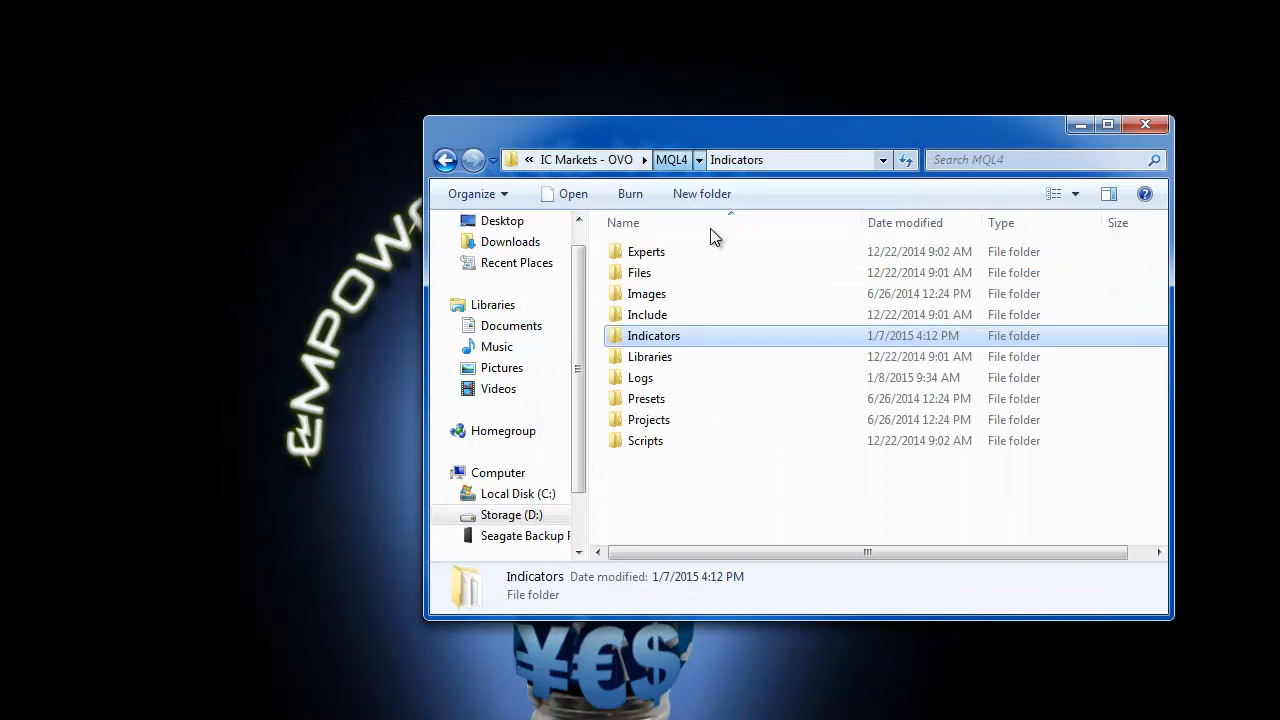 « IC Markets - OVO MQL4 Indicators Search MQL4
Organize Open Burn New folder
Desktop
Downloads
Recent Places
Libraries
Documents
Music
Pictures
Videos
Homegroup
Computer
Local Disk (C:)
Storage (D:)
Seagate Backup
Name Date modified Type Size
Experts 12/22/2014 9:02 AM File folder
Files 12/22/2014 9:01 AM File folder
Images 6/26/2014 12:24 PM File folder
Include 12/22/2014 9:01 AM File folder
Indicators 1/7/2015 4:12 PM File folder
Libraries 12/22/2014 9:01 AM File folder
Logs 1/8/2015 9:34 AM File folder
Presets 6/26/2014 12:24 PM File folder
Projects 6/26/2014 12:24 PM File folder
Scripts 12/22/2014 9:02 AM File folder
Indicators Date modified: 1/7/2015 4:12 PM
File folder
¥€$